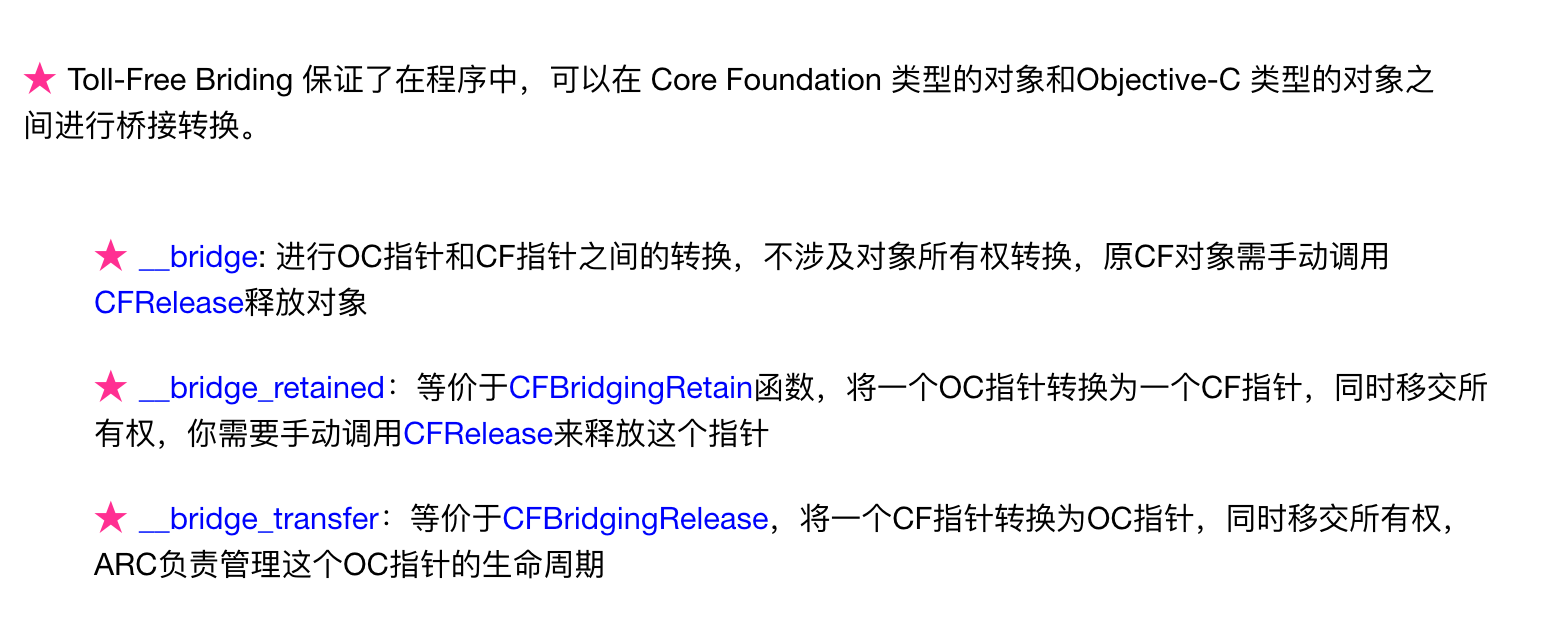 ★ Toll-Free Briding 保证了在程序中，可以在 Core Foundation 类型的对象和Objective-C 类型的对象之
间进行桥接转换。
★ __bridge: 进行OC指针和CF指针之间的转换，不涉及对象所有权转换，原CF对象需手动调用
CFRelease释放对象
★ __bridge_retained：等价于CFBridgingRetain函数，将一个OC指针转换为一个CF指针，同时移交所
有权，你需要手动调用CFRelease来释放这个指针
★ __bridge_transfer：等价于CFBridgingRelease，将一个CF指针转换为OC指针，同时移交所有权，
ARC负责管理这个OC指针的生命周期